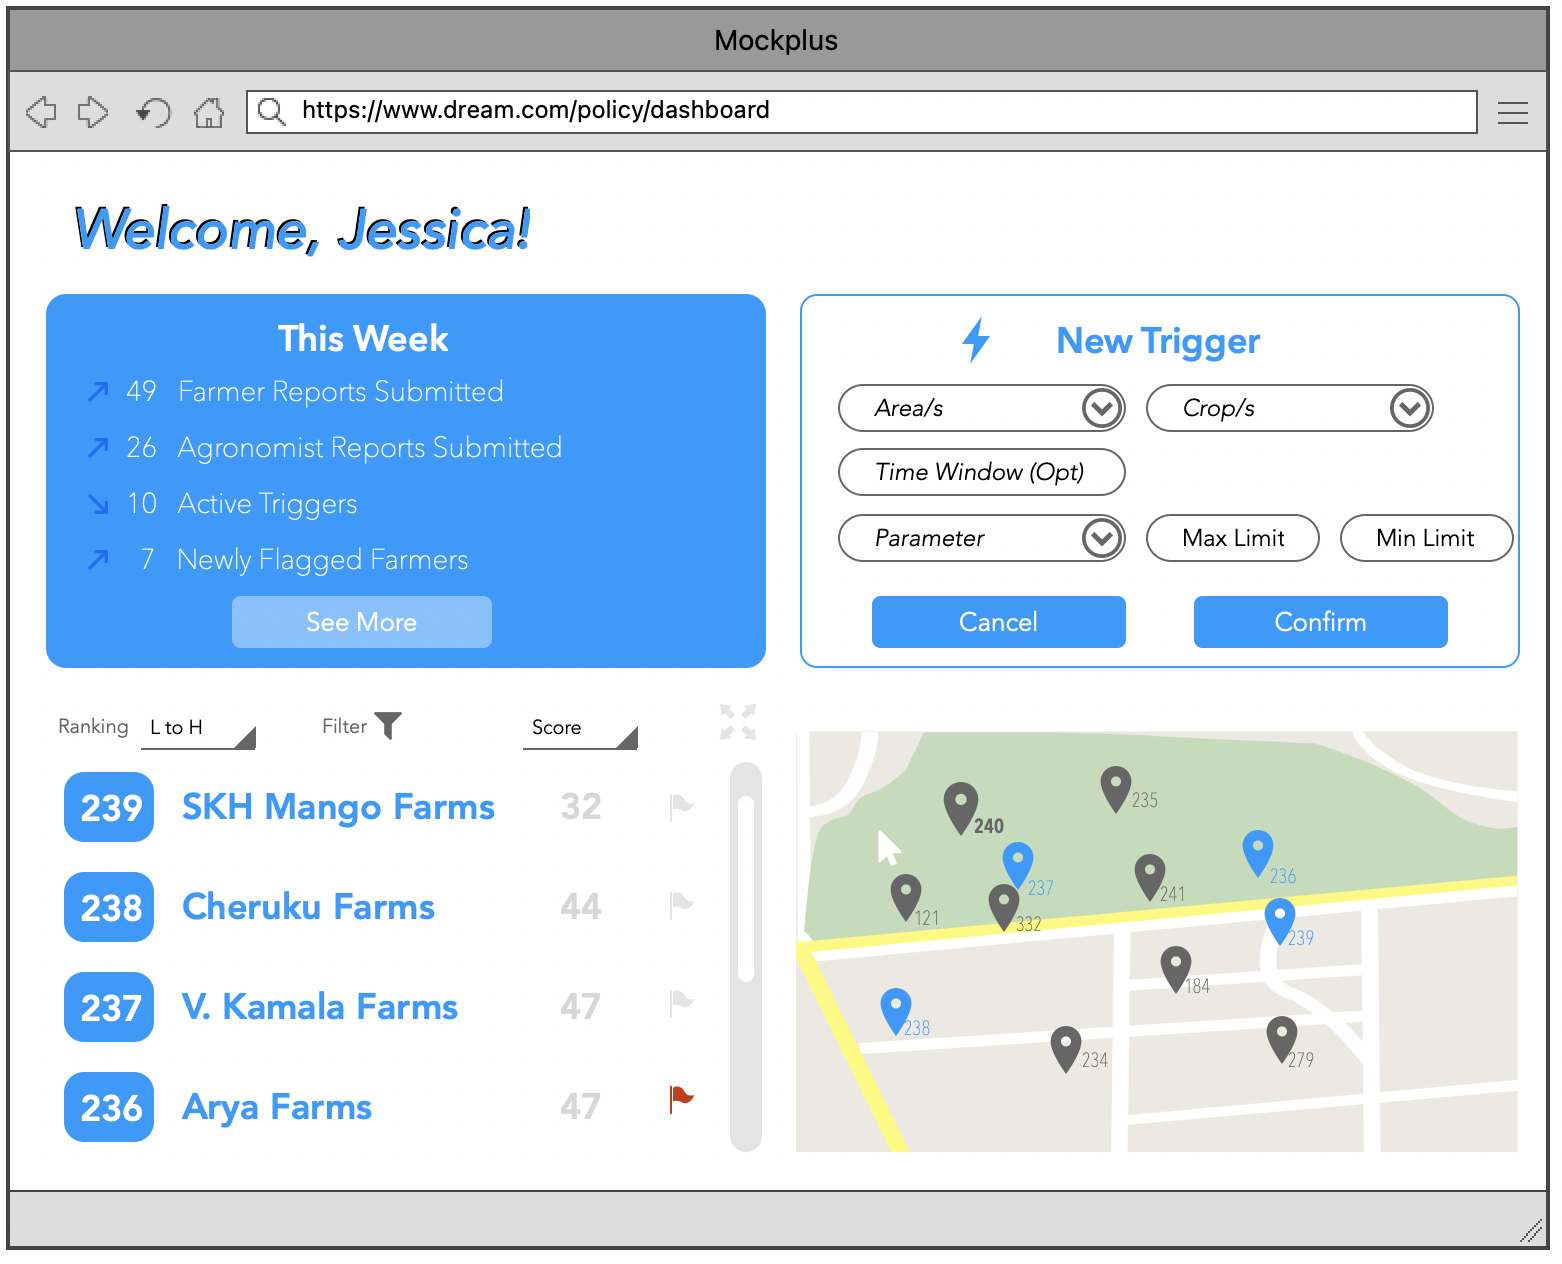 Mockplus
https://www.dream.com/policy/dashboard
Welcome, Jessica!
This Week
49 Farmer Reports Submitted
26 Agronomist Reports Submitted
10 Active Triggers
7 Newly Flagged Farmers
See More
New Trigger
Area/s
Crop/s
Time Window (Opt)
Parameter
Max Limit
Min Limit
Cancel
Confirm
Ranking L to H Filter Score
239 SKH Mango Farms 32
238 Cheruku Farms 44
237 V. Kamala Farms 47
236 Arya Farms 47
235
240
237
241
236
121
332
239
184
238
234
279